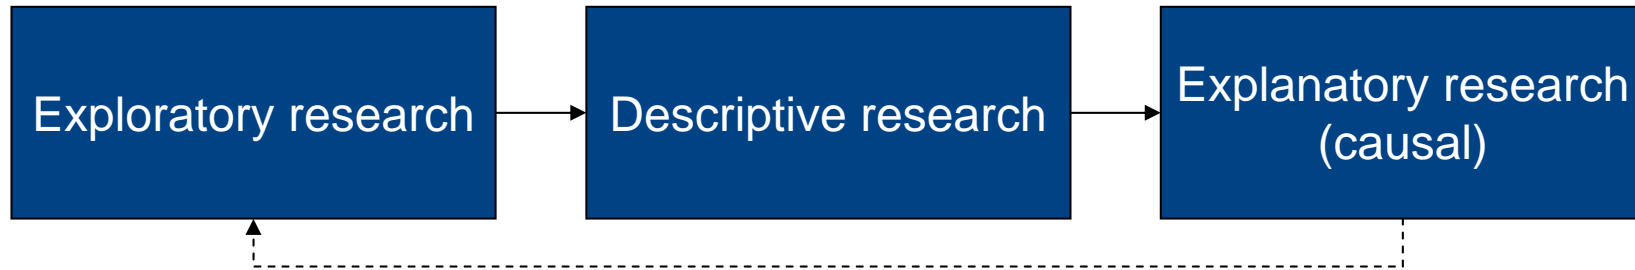 Exploratory research
Descriptive research
Explanatory research
(causal)